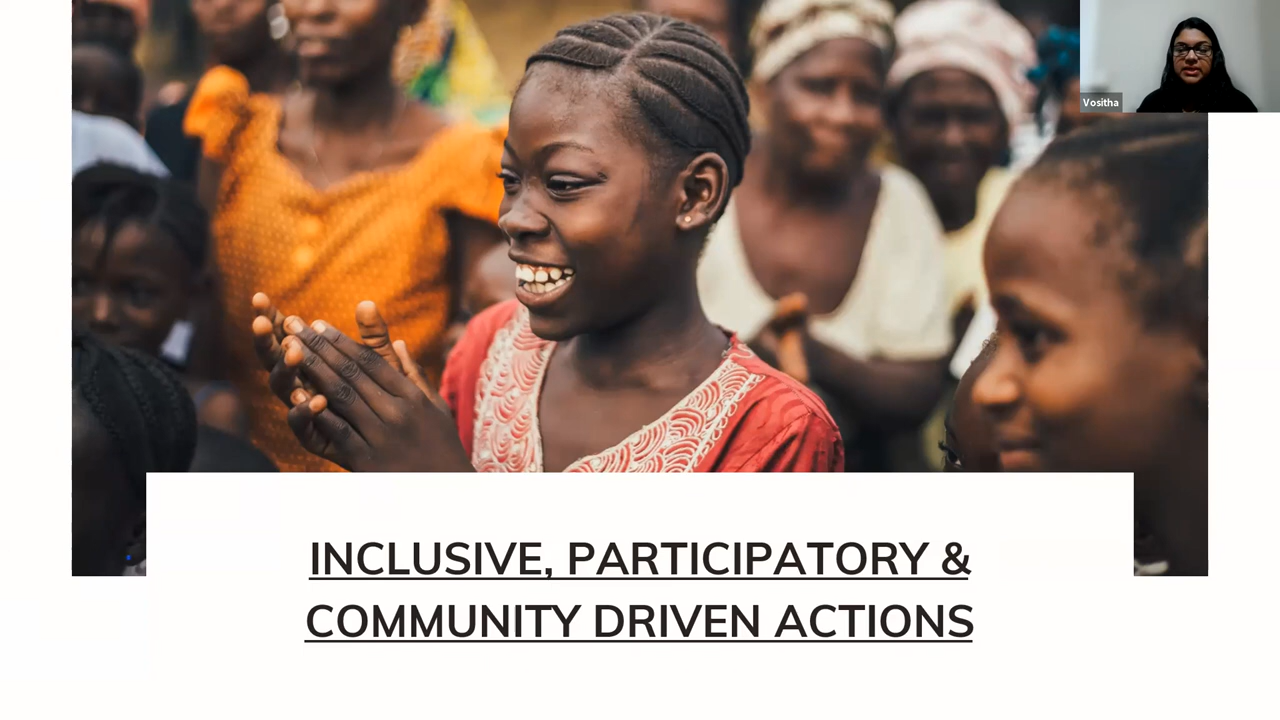 Vositha
INCLUSIVE, PARTICIPATORY &
COMMUNITY DRIVEN ACTIONS